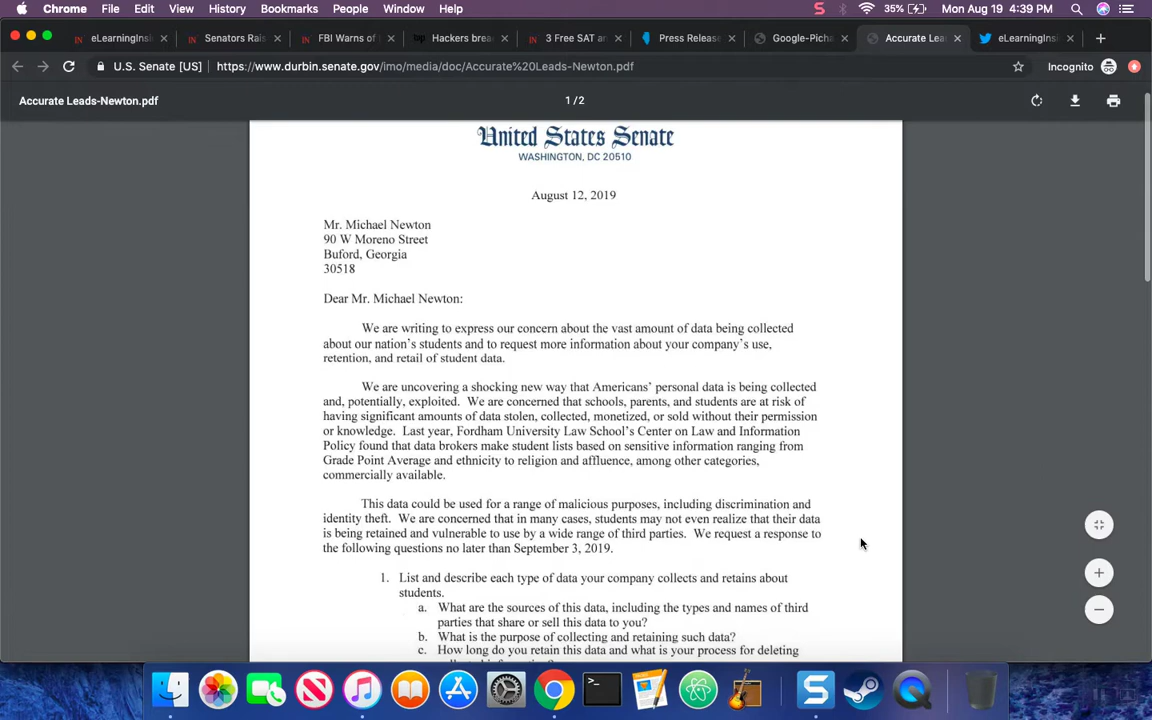 Chrome File Edit View History Bookmarks People Window Help S 35% Mon Aug 19 4:39 PM
IN eLearningInsi IN Senators Rais IN FBI Warns of lap Hackers brea IN 3 Free SAT an Press Release Google-Picha Accurate Lea eLearningInsi
U.S. Senate [US] https://www.durbin.senate.gov/imo/media/doc/Accurate%20Leads-Newton.pdf Incognito
Accurate Leads-Newton.pdf 1 / 2
United States Senate
WASHINGTON, DC 20510
August 12, 2019
Mr. Michael Newton
90 W Moreno Street
Buford, Georgia
30518
Dear Mr. Michael Newton:
We are writing to express our concern about the vast amount of data being collected
about our nation's students and to request more information about your company's use,
retention, and retail of student data.
We are uncovering a shocking new way that Americans' personal data is being collected
and, potentially, exploited. We are concerned that schools, parents, and students are at risk of
having significant amounts of data stolen, collected, monetized, or sold without their permission
or knowledge. Last year, Fordham University Law School's Center on Law and Information
Policy found that data brokers make student lists based on sensitive information ranging from
Grade Point Average and ethnicity to religion and affluence, among other categories,
commercially available.
This data could be used for a range of malicious purposes, including discrimination and
identity theft. We are concerned that in many cases, students may not even realize that their data
is being retained and vulnerable to use by a wide range of third parties. We request a response to
the following questions no later than September 3, 2019.
1. List and describe each type of data your company collects and retains about
students.
a. What are the sources of this data, including the types and names of third
parties that share or sell this data to you?
b. What is the purpose of collecting and retaining such data?
c. How long do you retain this data and what is your process for deleting